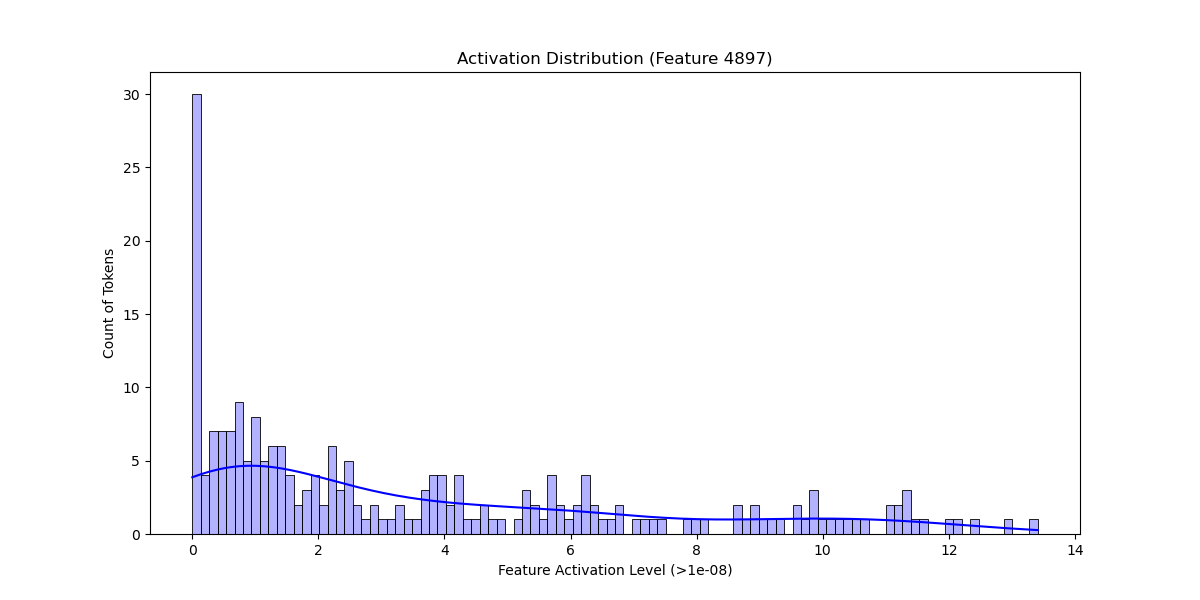 Activation Distribution (Feature 4897)
30
25
20
15
10
5
0
Count of Tokens
0 2 4 6 8 10 12 14
Feature Activation Level (>1e-08)